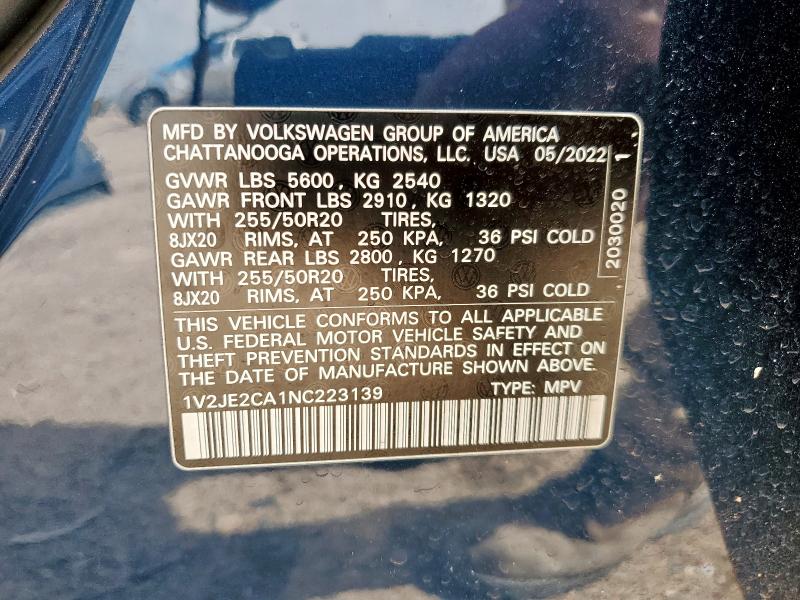 MFD BY VOLKSWAGEN GROUP OF AMERICA
CHATTANOOGA OPERATIONS, LLC. USA 05/2022
GVWR LBS 5600, KG 2540
GAWR FRONT LBS 2910, KG 1320
WITH 255/50R20 TIRES,
8JX20 RIMS, AT 250 KPA, 36 PSI COLD
GAWR REAR LBS 2800, KG 1270
WITH 255/50R20 TIRES,
8JX20 RIMS, AT 250 KPA, 36 PSI COLD
2030020 1
THIS VEHICLE CONFORMS TO ALL APPLICABLE
U.S. FEDERAL MOTOR VEHICLE SAFETY AND
THEFT PREVENTION STANDARDS IN EFFECT ON
THE DATE OF MANUFACTURE SHOWN ABOVE.
1V2JE2CA1NC223139 TYPE: MPV